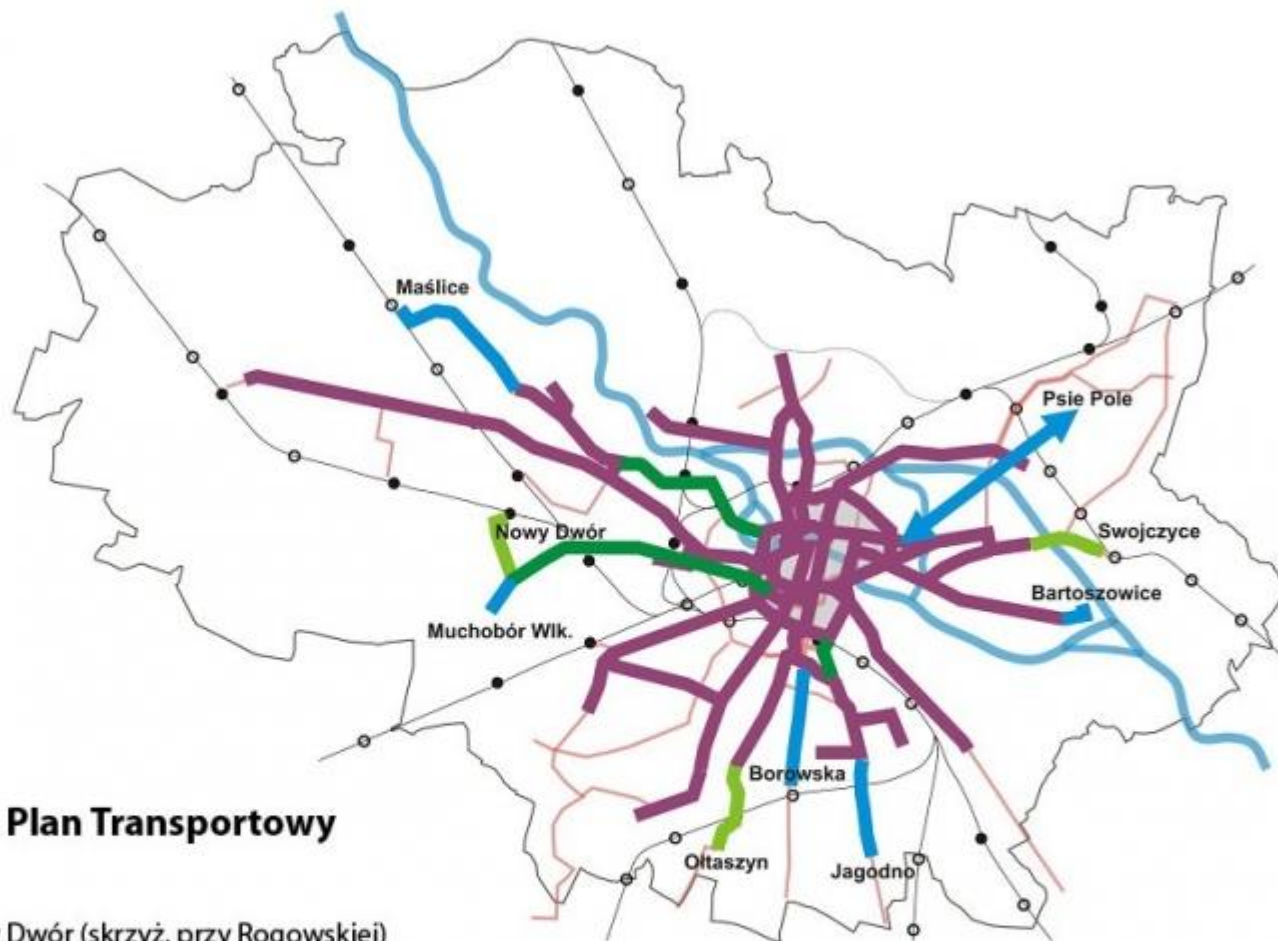 Maślice
Psie Pole
Nowy Dwór
Swojczyce
Bartoszowice
Muchobór Wlk.
Borowska
Plan Transportowy
Ołtaszyn
Jagodno
Dwór (skrzyż. przy Rogowskiej)